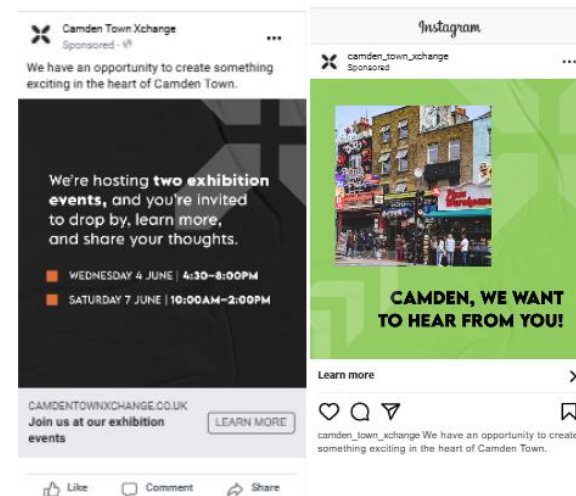 Camden Town Xchange
Sponsored ·
We have an opportunity to create something
exciting in the heart of Camden Town.
We're hosting two exhibition
events, and you're invited
to drop by, learn more,
and share your thoughts.
WEDNESDAY 4 JUNE | 4:30–8:00PM
SATURDAY 7 JUNE | 10:00AM–2:00PM
CAMDENTOWNXCHANGE.CO.UK
Join us at our exhibition
events
LEARN MORE
Like Comment Share
Instagram
camden_town_xchange
Sponsored
CAMDEN, WE WANT
TO HEAR FROM YOU!
Learn more
camden_town_xchange We have an opportunity to create
something exciting in the heart of Camden Town.